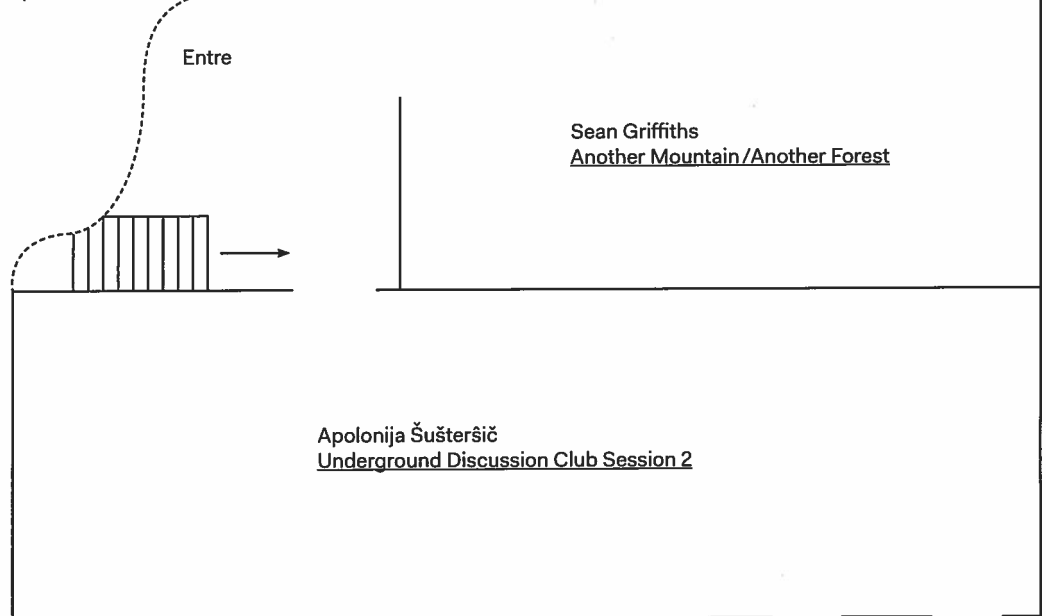 Entre
Sean Griffiths
Another Mountain/Another Forest
Apolonija Šušterŝič
Underground Discussion Club Session 2